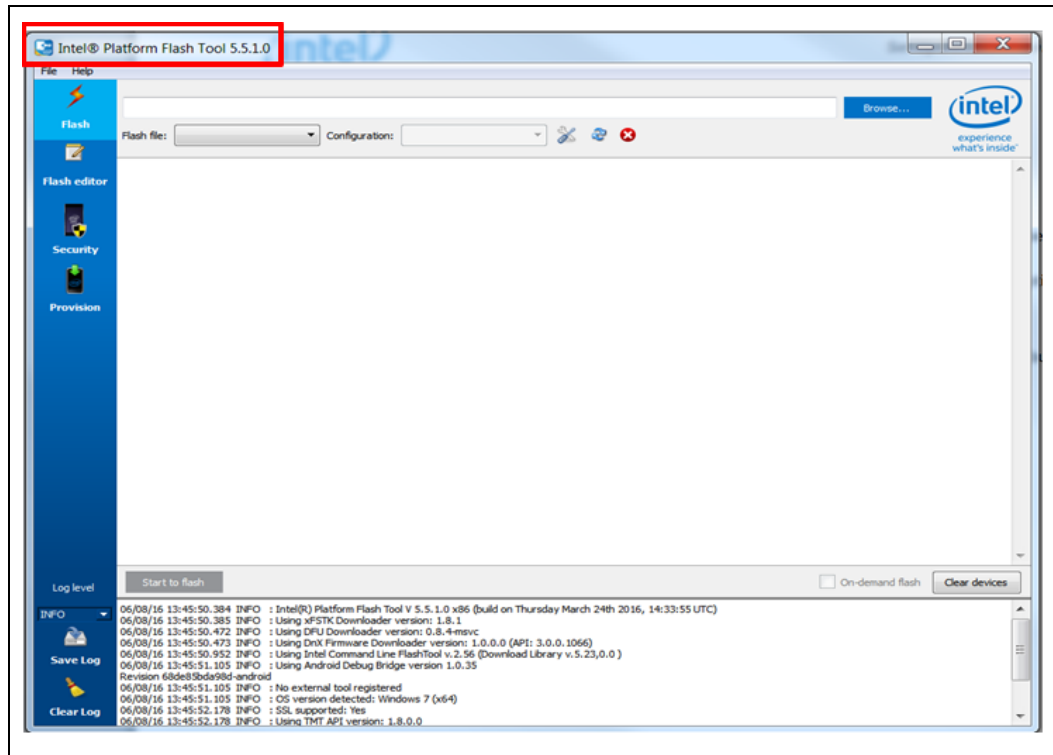 Intel® Platform Flash Tool 5.5.1.0
File Help
Flash
Browse...
intel
experience
what's inside™
Flash file:
Configuration:
Flash editor
Security
Provision
Log level
Start to flash
On-demand flash
Clear devices
INFO
06/08/16 13:45:50.384 INFO : Intel(R) Platform Flash Tool V 5.5.1.0 x86 (build on Thursday March 24th 2016, 14:33:55 UTC)
06/08/16 13:45:50.385 INFO : Using xFSTK Downloader version: 1.8.1
06/08/16 13:45:50.472 INFO : Using DFU Downloader version: 0.8.4-msvc
06/08/16 13:45:50.473 INFO : Using DnX Firmware Downloader version: 1.0.0.0 (API: 3.0.0.1066)
06/08/16 13:45:50.952 INFO : Using Intel Command Line FlashTool v.2.56 (Download Library v.5.23,0.0 )
06/08/16 13:45:51.105 INFO : Using Android Debug Bridge version 1.0.35
Revision 68de85bda98d-android
06/08/16 13:45:51.105 INFO : No external tool registered
06/08/16 13:45:51.105 INFO : OS version detected: Windows 7 (x64)
06/08/16 13:45:52.178 INFO : SSL supported: Yes
06/08/16 13:45:52.178 INFO : Using TMT API version: 1.8.0.0
Save Log
Clear Log